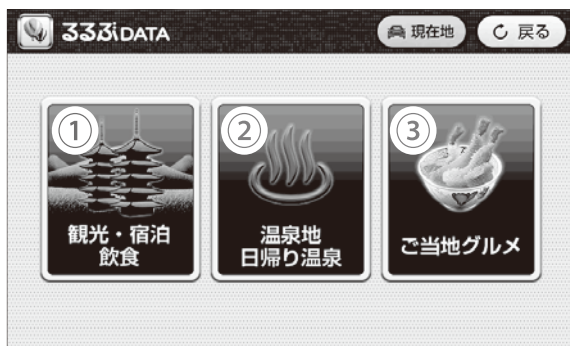 るるぶDATA
現在地
戻る
①
観光・宿泊
飲食
②
温泉地
日帰り温泉
③
ご当地グルメ